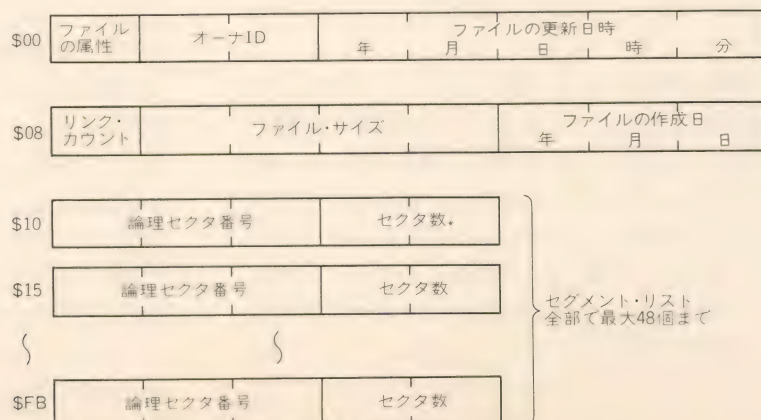 $00 ファイルの属性 オーナID ファイルの更新日時
年 月 日 時 分
$08 リンク・カウント ファイル・サイズ ファイルの作成日
年 月 日
$10 論理セクタ番号 セクタ数
$15 論理セクタ番号 セクタ数
セグメント・リスト
全部で最大48個まで
$FB 論理セクタ番号 セクタ数